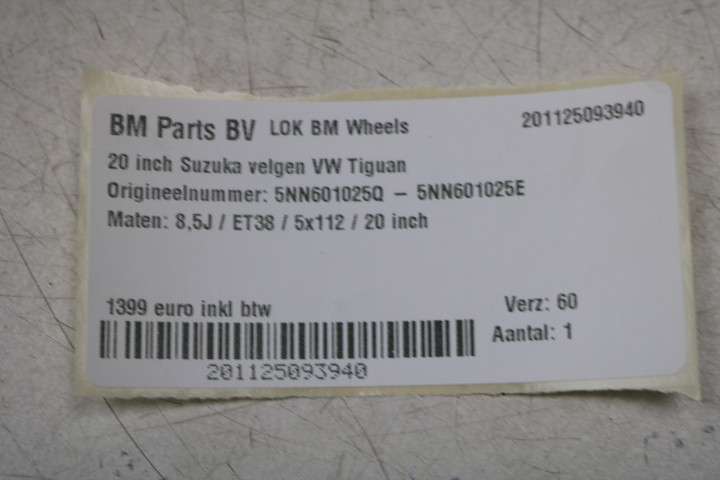 BM Parts BV LOK BM Wheels 201125093940
20 inch Suzuka velgen VW Tiguan
Origineelnummer: 5NN601025Q – 5NN601025E
Maten: 8,5J / ET38 / 5x112 / 20 inch
1399 euro inkl btw Verz: 60
Aantal: 1
201125093940